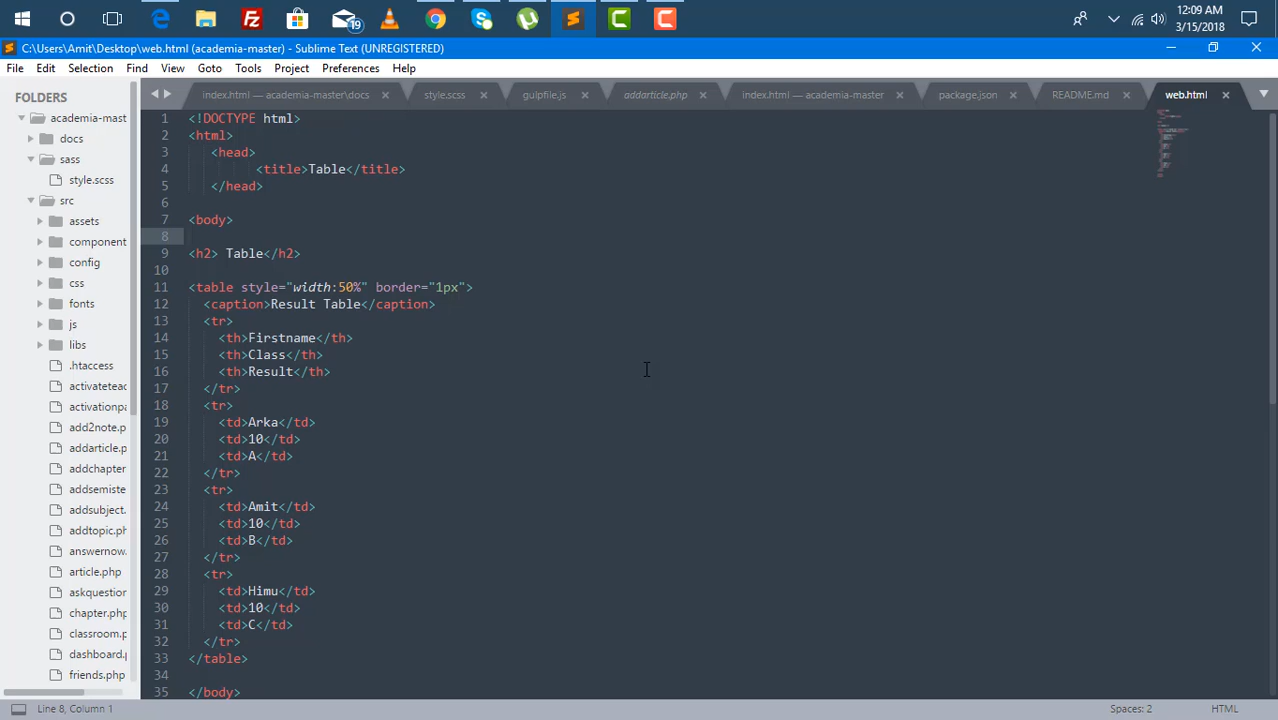 19
12:09 AM
3/15/2018
C:\Users\Amit\Desktop\web.html (academia-master) - Sublime Text (UNREGISTERED)
File Edit Selection Find View Goto Tools Project Preferences Help
FOLDERS
academia-mast
docs
sass
style.scss
src
assets
component
config
css
fonts
js
libs
.htaccess
activatetea
activationpa
add2note.p
addarticle.p
addchapter
addsemiste
addsubject.
addtopic.ph
answernow.
article.php
askquestion
chapter.php
classroom.p
dashboard.p
friends.php
index.html — academia-master\docs
style.scss
gulpfile.js
addarticle.php
index.html — academia-master
package.json
README.md
web.html
1 <!DOCTYPE html>
2 <html>
3 <head>
4 <title>Table</title>
5 </head>
6
7 <body>
8
9 <h2> Table</h2>
10
11 <table style="width:50%" border="1px">
12 <caption>Result Table</caption>
13 <tr>
14 <th>Firstname</th>
15 <th>Class</th>
16 <th>Result</th>
17 </tr>
18 <tr>
19 <td>Arka</td>
20 <td>10</td>
21 <td>A</td>
22 </tr>
23 <tr>
24 <td>Amit</td>
25 <td>10</td>
26 <td>B</td>
27 </tr>
28 <tr>
29 <td>Himu</td>
30 <td>10</td>
31 <td>C</td>
32 </tr>
33 </table>
34
35 </body>
Line 8, Column 1
Spaces: 2
HTML